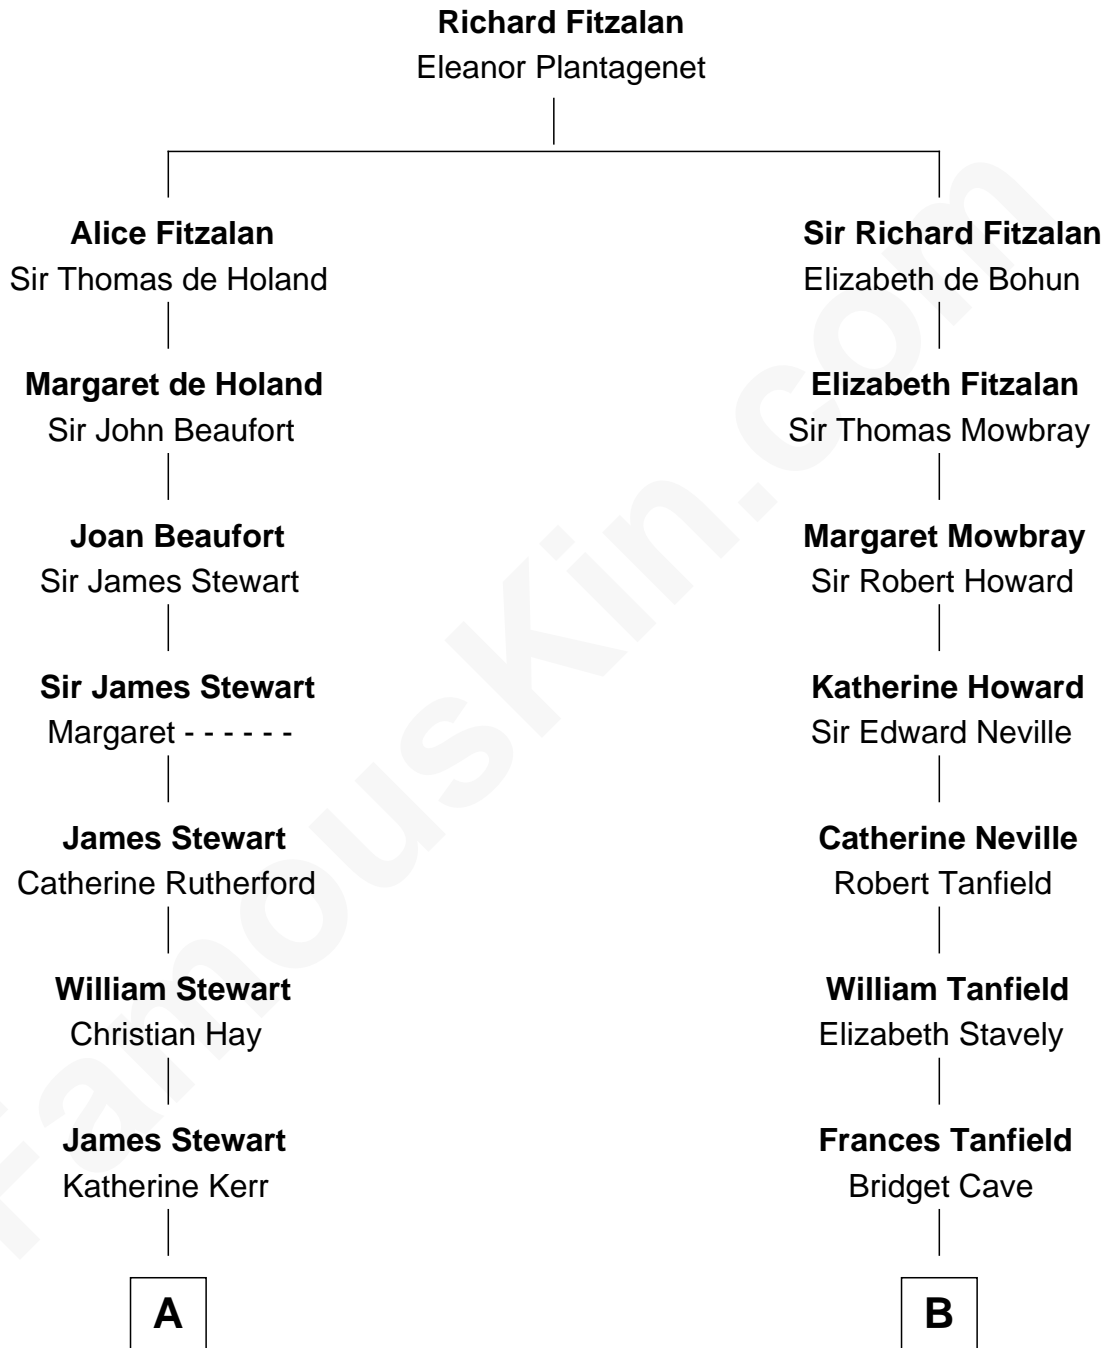 Richard Fitzalan
Eleanor Plantagenet
Alice Fitzalan
Sir Thomas de Holand
Margaret de Holand
Sir John Beaufort
Joan Beaufort
Sir James Stewart
Sir James Stewart
Margaret - - - - - -
James Stewart
Catherine Rutherford
William Stewart
Christian Hay
James Stewart
Katherine Kerr
A
Sir Richard Fitzalan
Elizabeth de Bohun
Elizabeth Fitzalan
Sir Thomas Mowbray
Margaret Mowbray
Sir Robert Howard
Katherine Howard
Sir Edward Neville
Catherine Neville
Robert Tanfield
William Tanfield
Elizabeth Stavely
Frances Tanfield
Bridget Cave
B
FamousKin.com